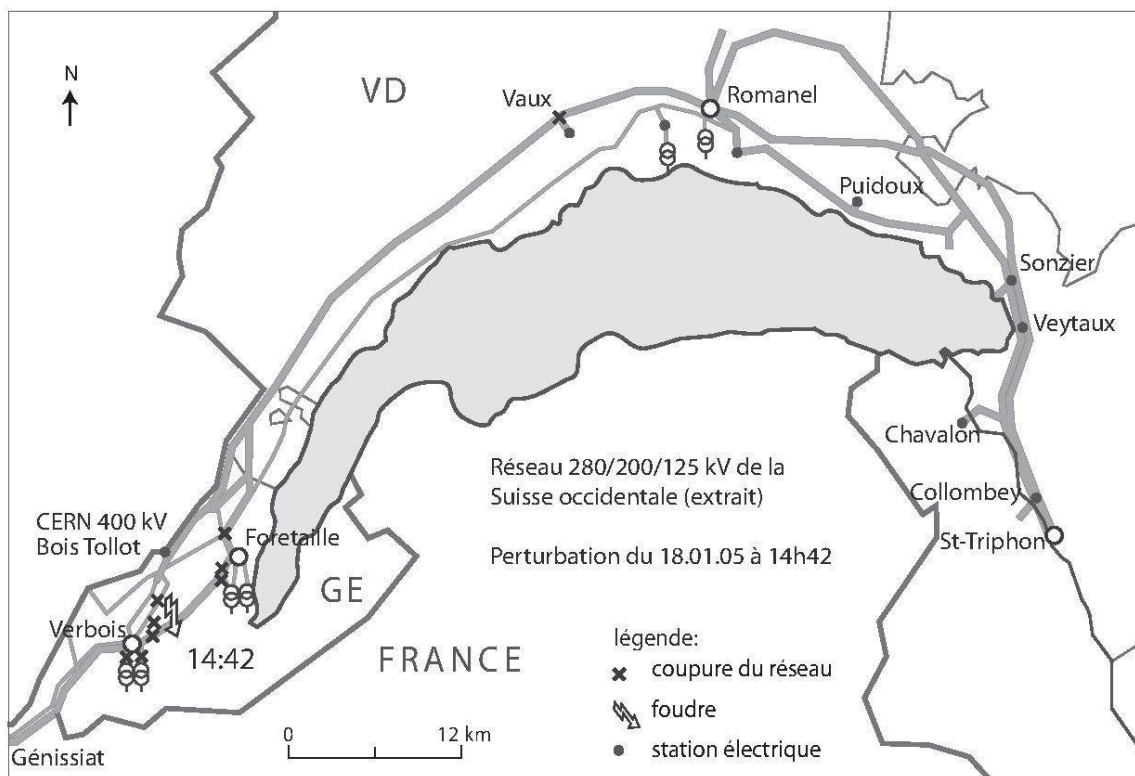 N
VD
Vaux
Romanel
Puidoux
Sonzier
Veytaux
Chavalon
Collombey
St-Triphon
Réseau 280/200/125 kV de la
Suisse occidentale (extrait)
Perturbation du 18.01.05 à 14h42
CERN 400 kV
Bois Tollot
Foretaille
GE
Verbois
14:42
FRANCE
Génissiat
0
12 km
légende:
coupure du réseau
foudre
station électrique